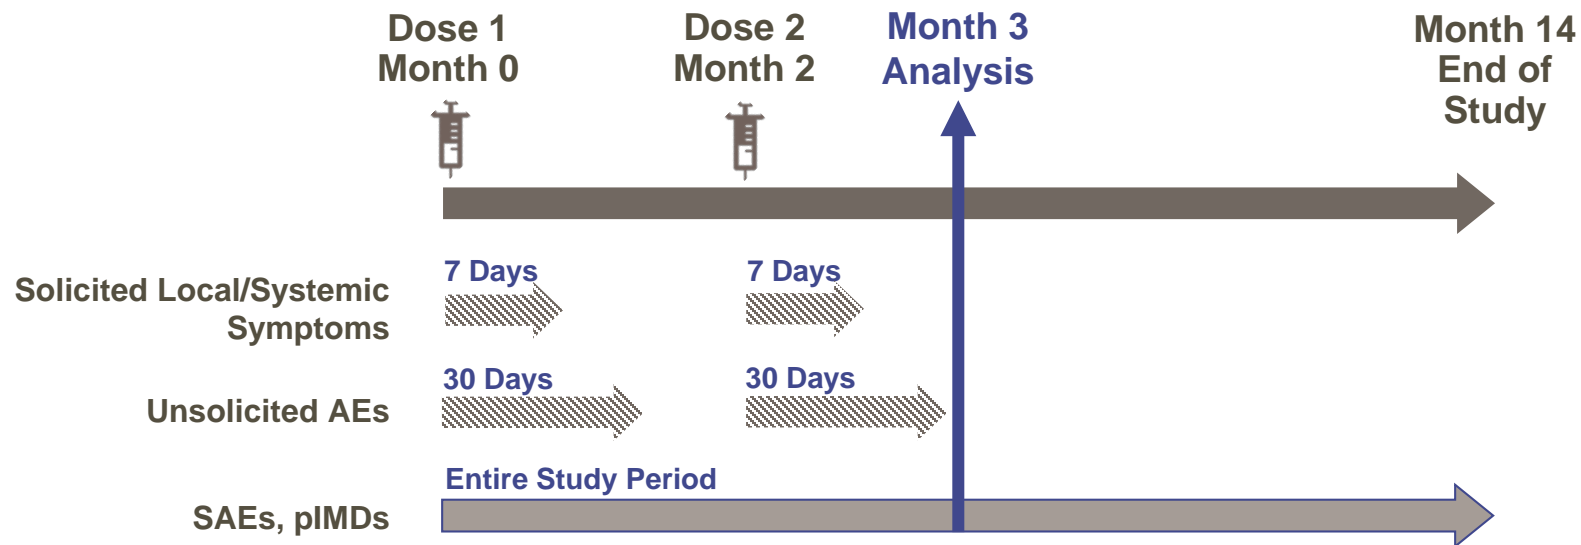 Dose 1
Month 0
Dose 2
Month 2
Month 3
Analysis
Month 14
End of
Study
Solicited Local/Systemic
Symptoms
7 Days
7 Days
Unsolicited AEs
30 Days
30 Days
SAEs, pIMDs
Entire Study Period